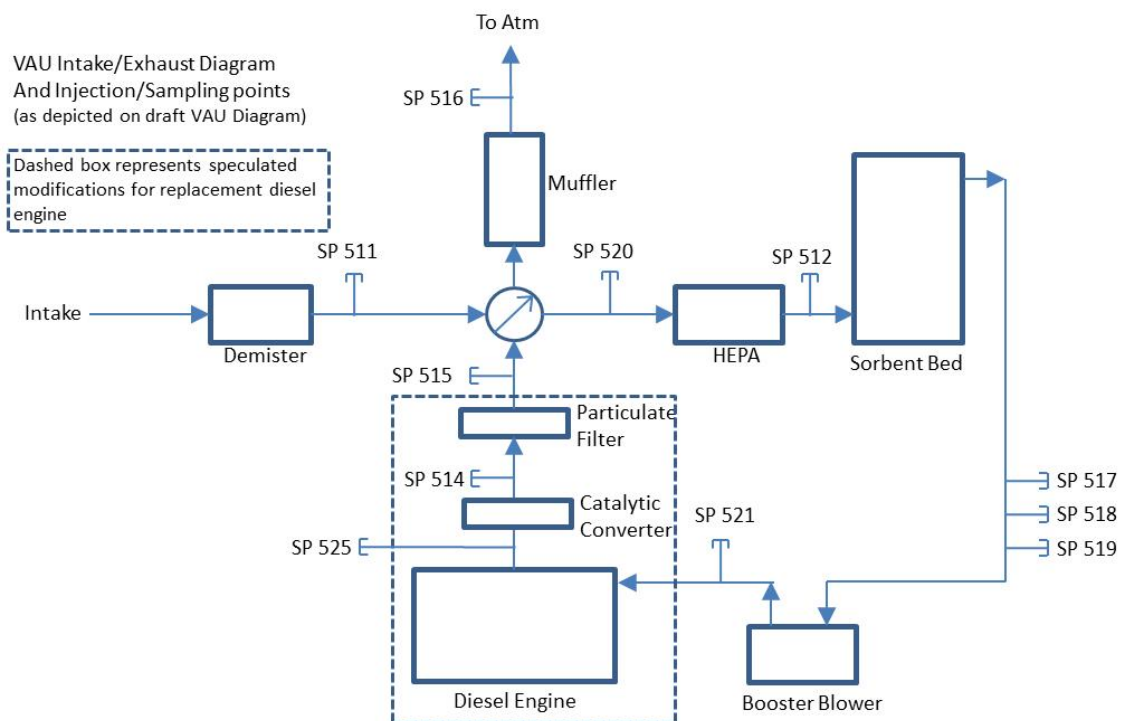 To Atm
VAU Intake/Exhaust Diagram
And Injection/Sampling points
(as depicted on draft VAU Diagram)
SP 516
Dashed box represents speculated
modifications for replacement diesel
engine
Muffler
SP 511
SP 520
SP 512
Intake
Demister
HEPA
Sorbent Bed
SP 515
Particulate
Filter
SP 514
SP 517
Catalytic
Converter
SP 521
SP 518
SP 525
SP 519
Diesel Engine
Booster Blower